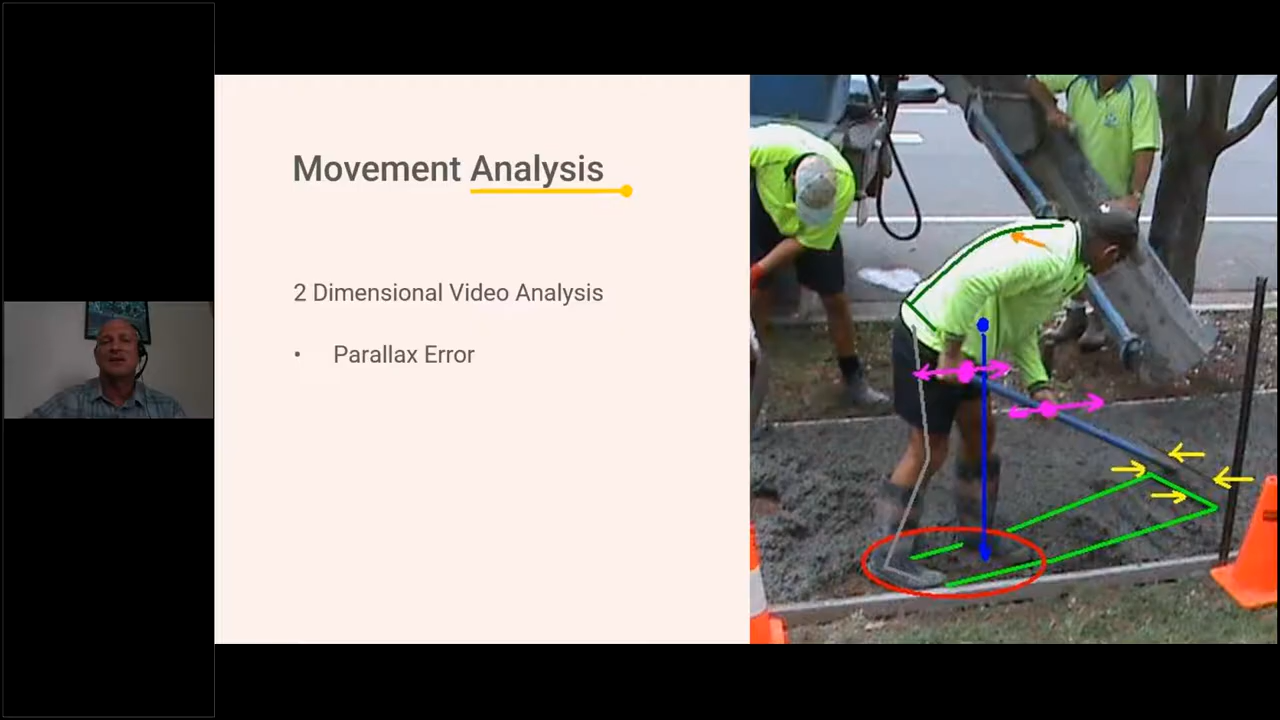 Movement Analysis
2 Dimensional Video Analysis
• Parallax Error